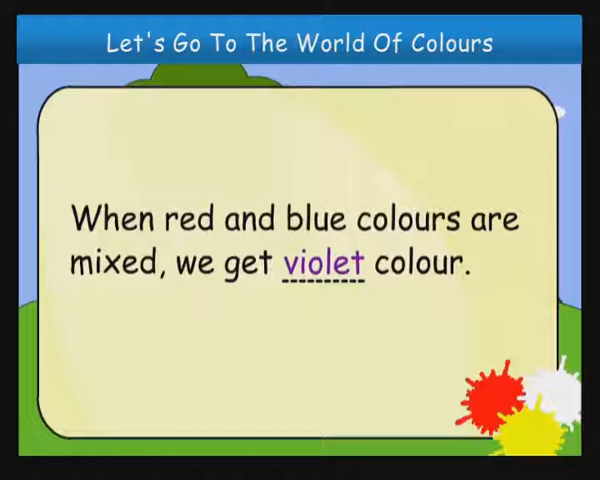 Let's Go To The World Of Colours
When red and blue colours are
mixed, we get violet colour.